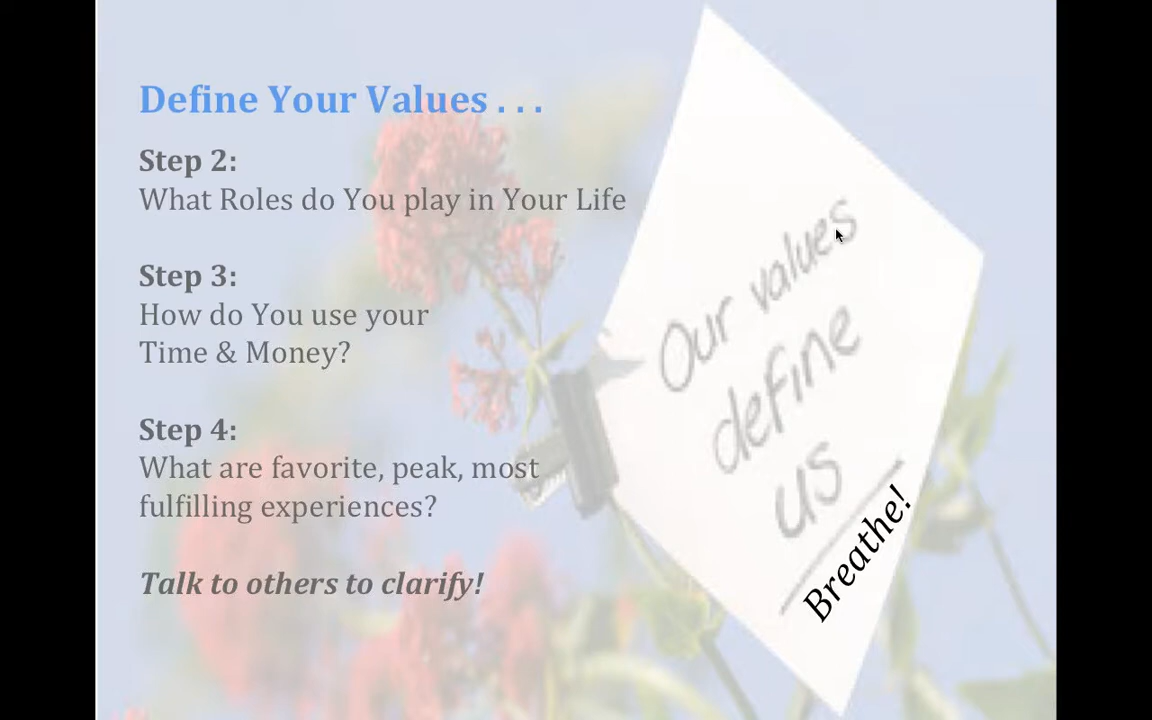 Define Your Values . . .
Step 2:
What Roles do You play in Your Life
Step 3:
How do You use your
Time & Money?
Step 4:
What are favorite, peak, most
fulfilling experiences?
Talk to others to clarify!
Our values
define
us
Breathe!